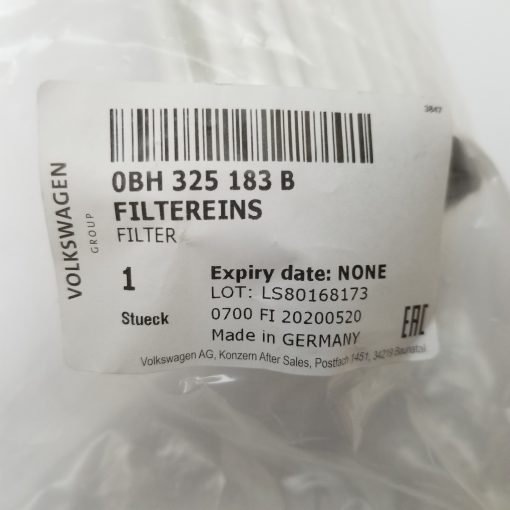 3847
VOLKSWAGEN
GROUP
0BH 325 183 B
FILTEREINS
FILTER
1
Stueck
Expiry date: NONE
LOT: LS80168173
0700 FI 20200520
Made in GERMANY
EAC
Volkswagen AG, Konzern After Sales, Postfach 1451, 34219 Baunatal